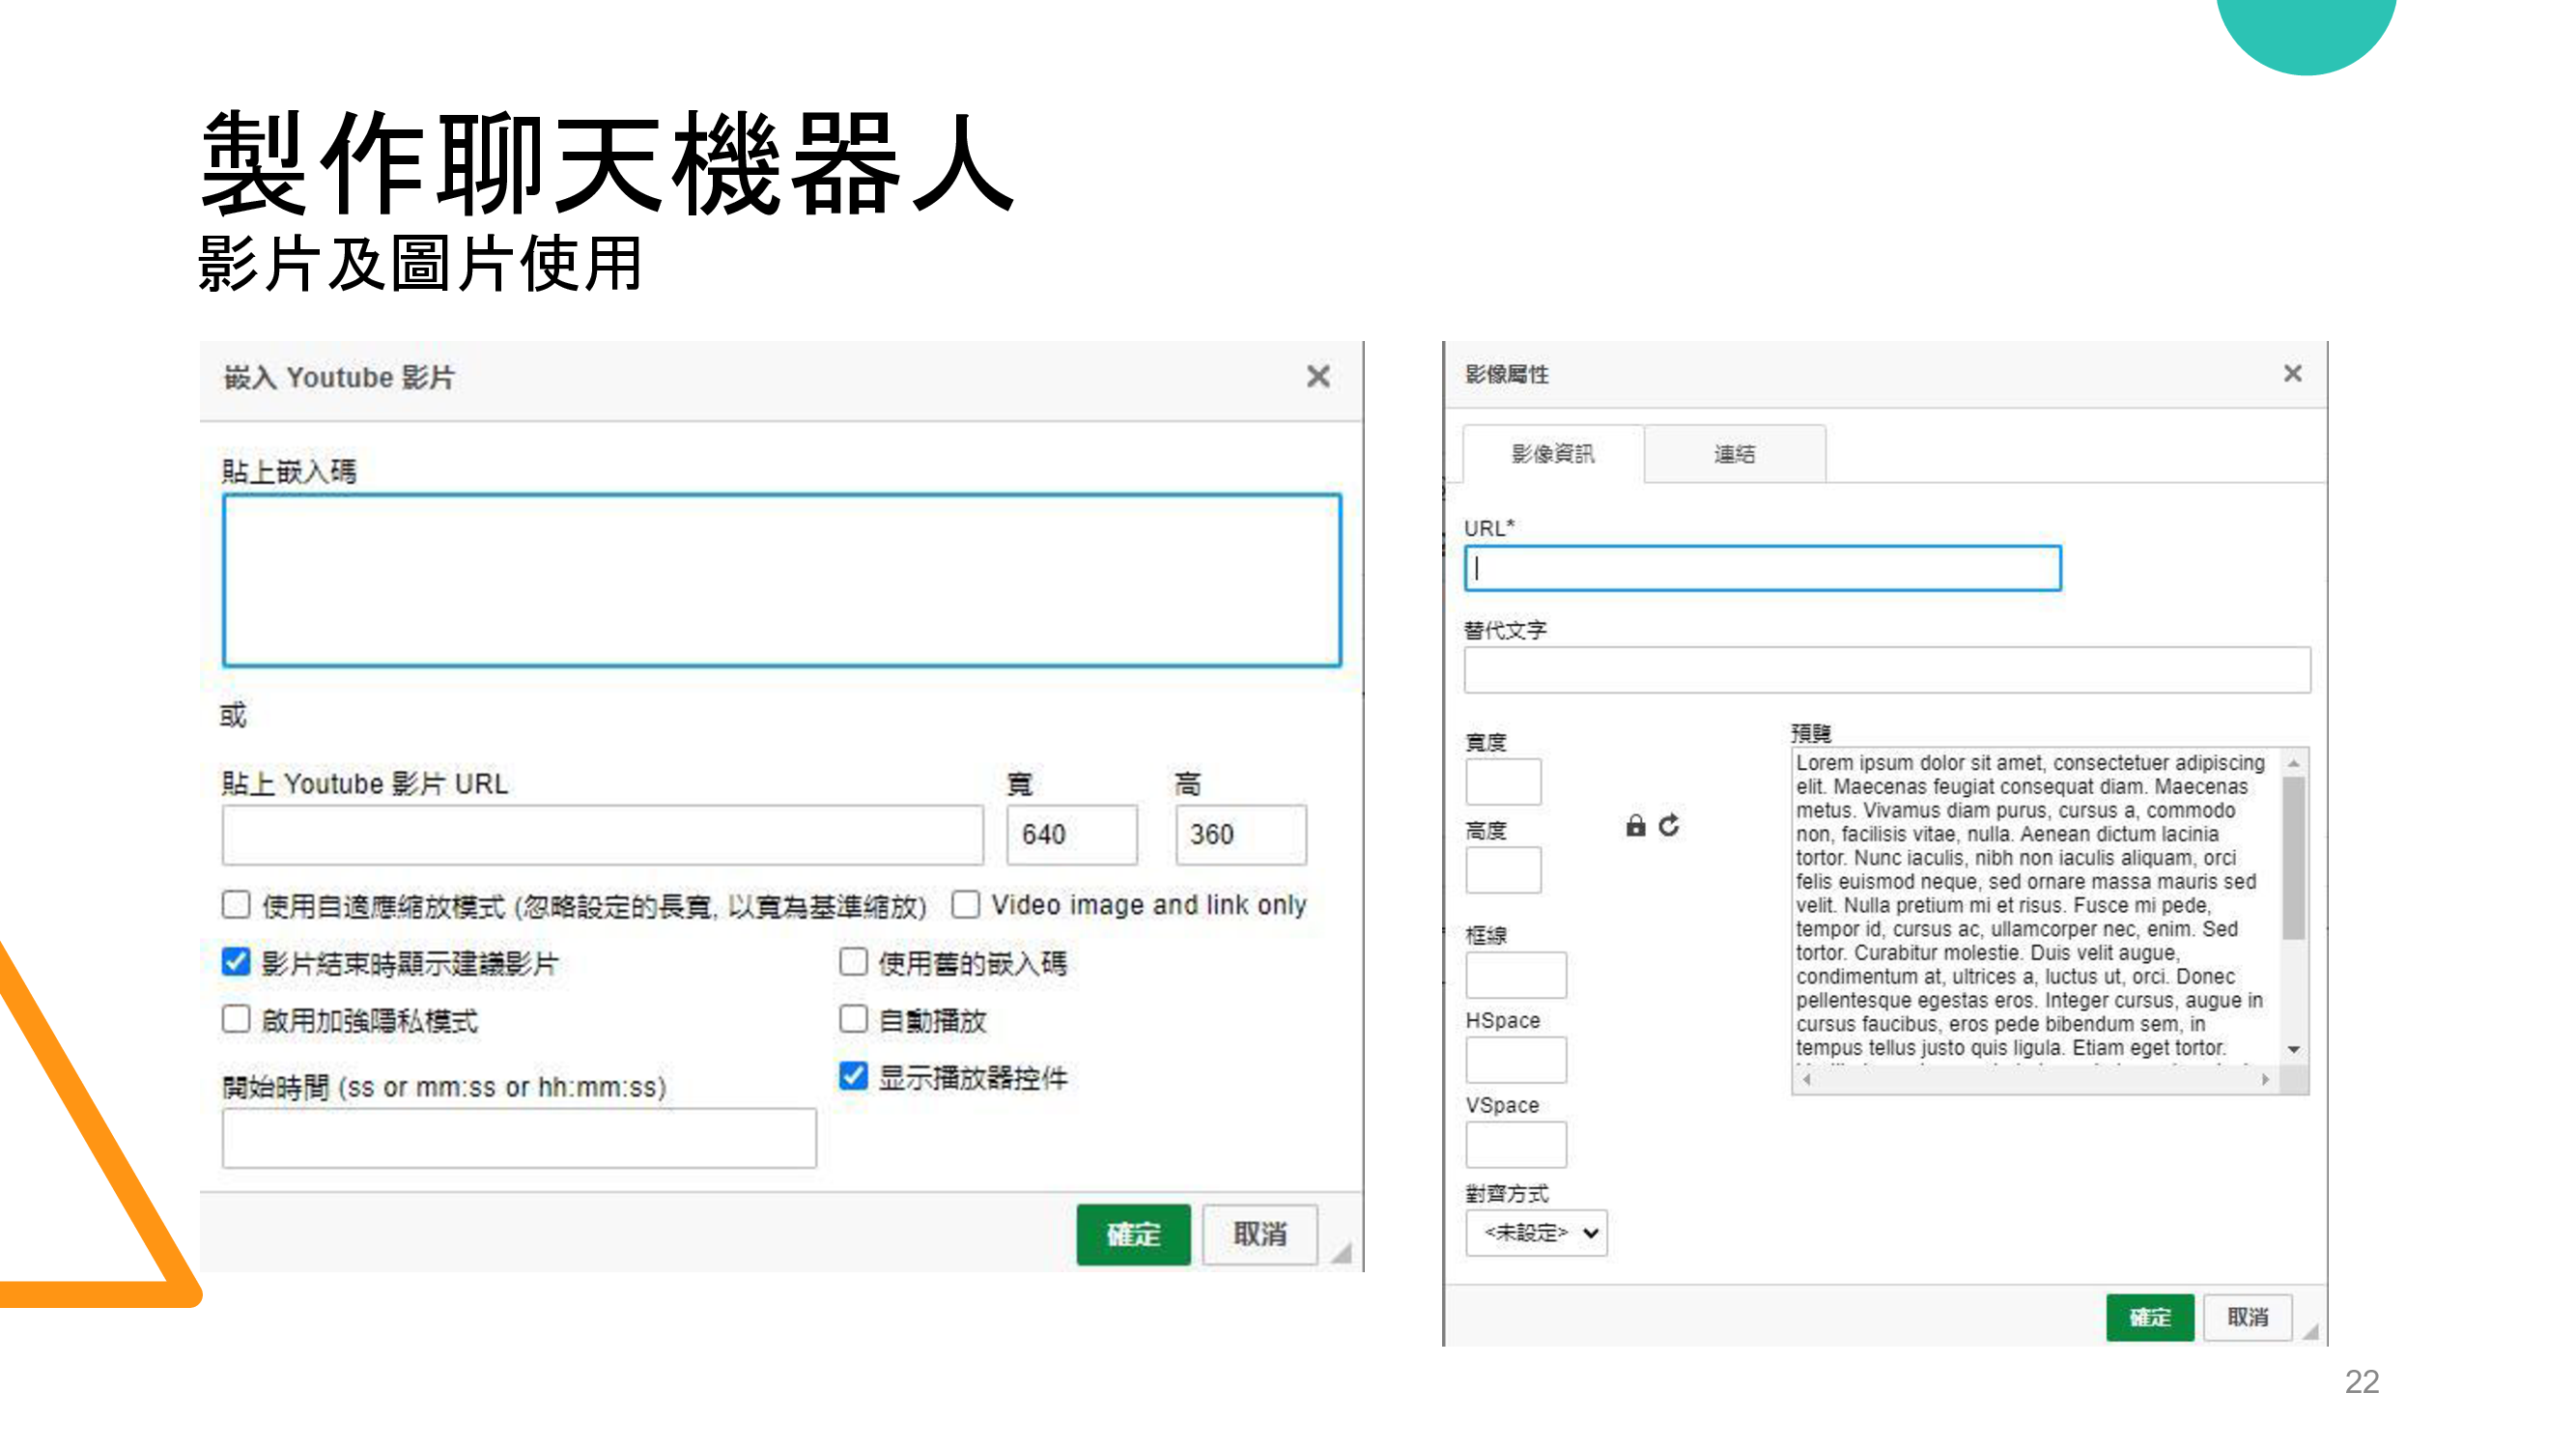 製作聊天機器人
影片及圖片使用
嵌入 Youtube 影片
貼上嵌入碼
或
貼上 Youtube 影片 URL
寬
高
640
360
使用自適應縮放模式 (忽略設定的長寬, 以寬為基準縮放)
Video image and link only
影片結束時顯示建議影片
使用舊的嵌入碼
啟用加強隱私模式
自動播放
显示播放器控件
開始時間 (ss or mm:ss or hh:mm:ss)
確定
取消
影像屬性
影像資訊
連結
URL*
替代文字
寬度
高度
框線
HSpace
VSpace
對齊方式
<未設定>
預覽
Lorem ipsum dolor sit amet, consectetuer adipiscing
elit. Maecenas feugiat consequat diam. Maecenas
metus. Vivamus diam purus, cursus a, commodo
non, facilisis vitae, nulla. Aenean dictum lacinia
tortor. Nunc iaculis, nibh non iaculis aliquam, orci
felis euismod neque, sed ornare massa mauris sed
velit. Nulla pretium mi et risus. Fusce mi pede,
tempor id, cursus ac, ullamcorper nec, enim. Sed
tortor. Curabitur molestie. Duis velit augue,
condimentum at, ultrices a, luctus ut, orci. Donec
pellentesque egestas eros. Integer cursus, augue in
cursus faucibus, eros pede bibendum sem, in
tempus tellus justo quis ligula. Etiam eget tortor.
確定
取消
22